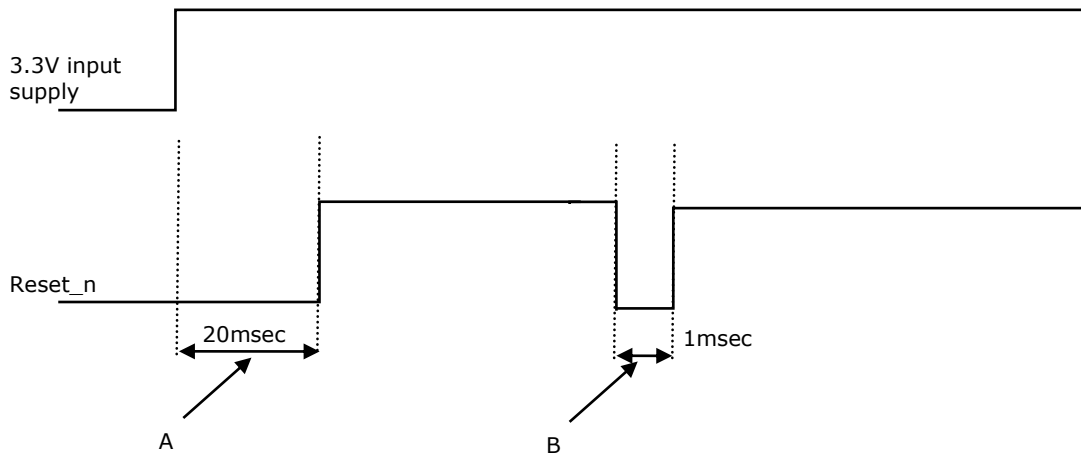 3.3V input
supply
Reset_n
20msec
1msec
A
B